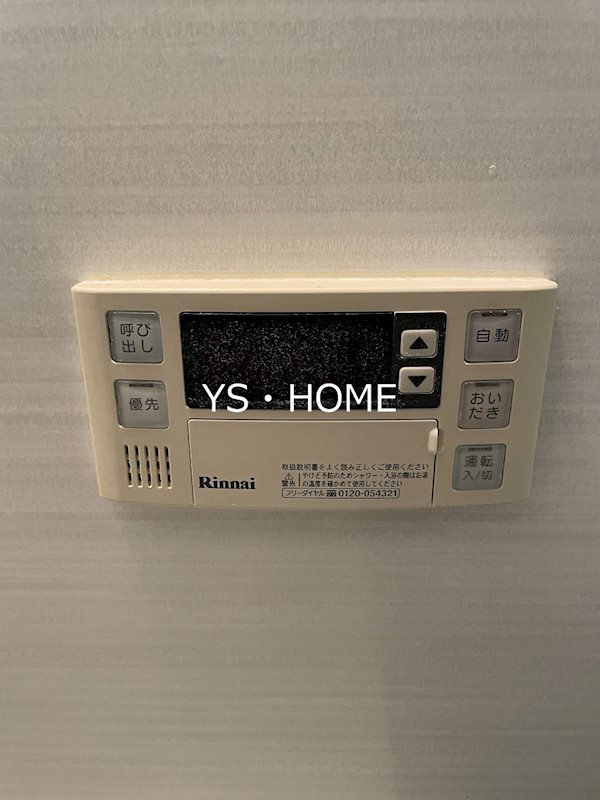 呼び
出し
優先
▲
▼
自動
おい
だき
運転
入/切
YS・HOME
Rinnai
取扱説明書をよく読み正しくご使用ください
警告
やけど予防のためシャワー・入浴の際はお湯
の温度を確かめて使用してください
フリーダイヤル 0120-054321